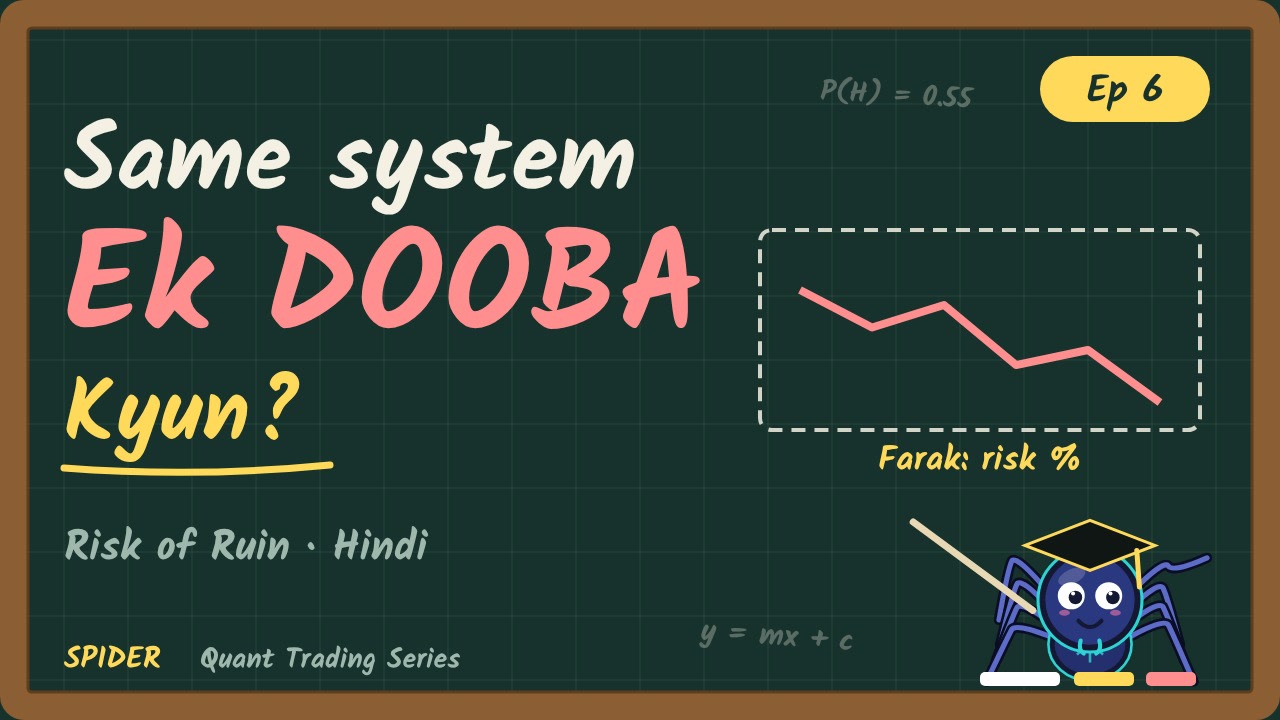 P(H) = 0.55
Ep 6
Same system
Ek DOOBA
Kyun?
Farak: risk %
Risk of Ruin · Hindi
y = mx + c
SPIDER Quant Trading Series